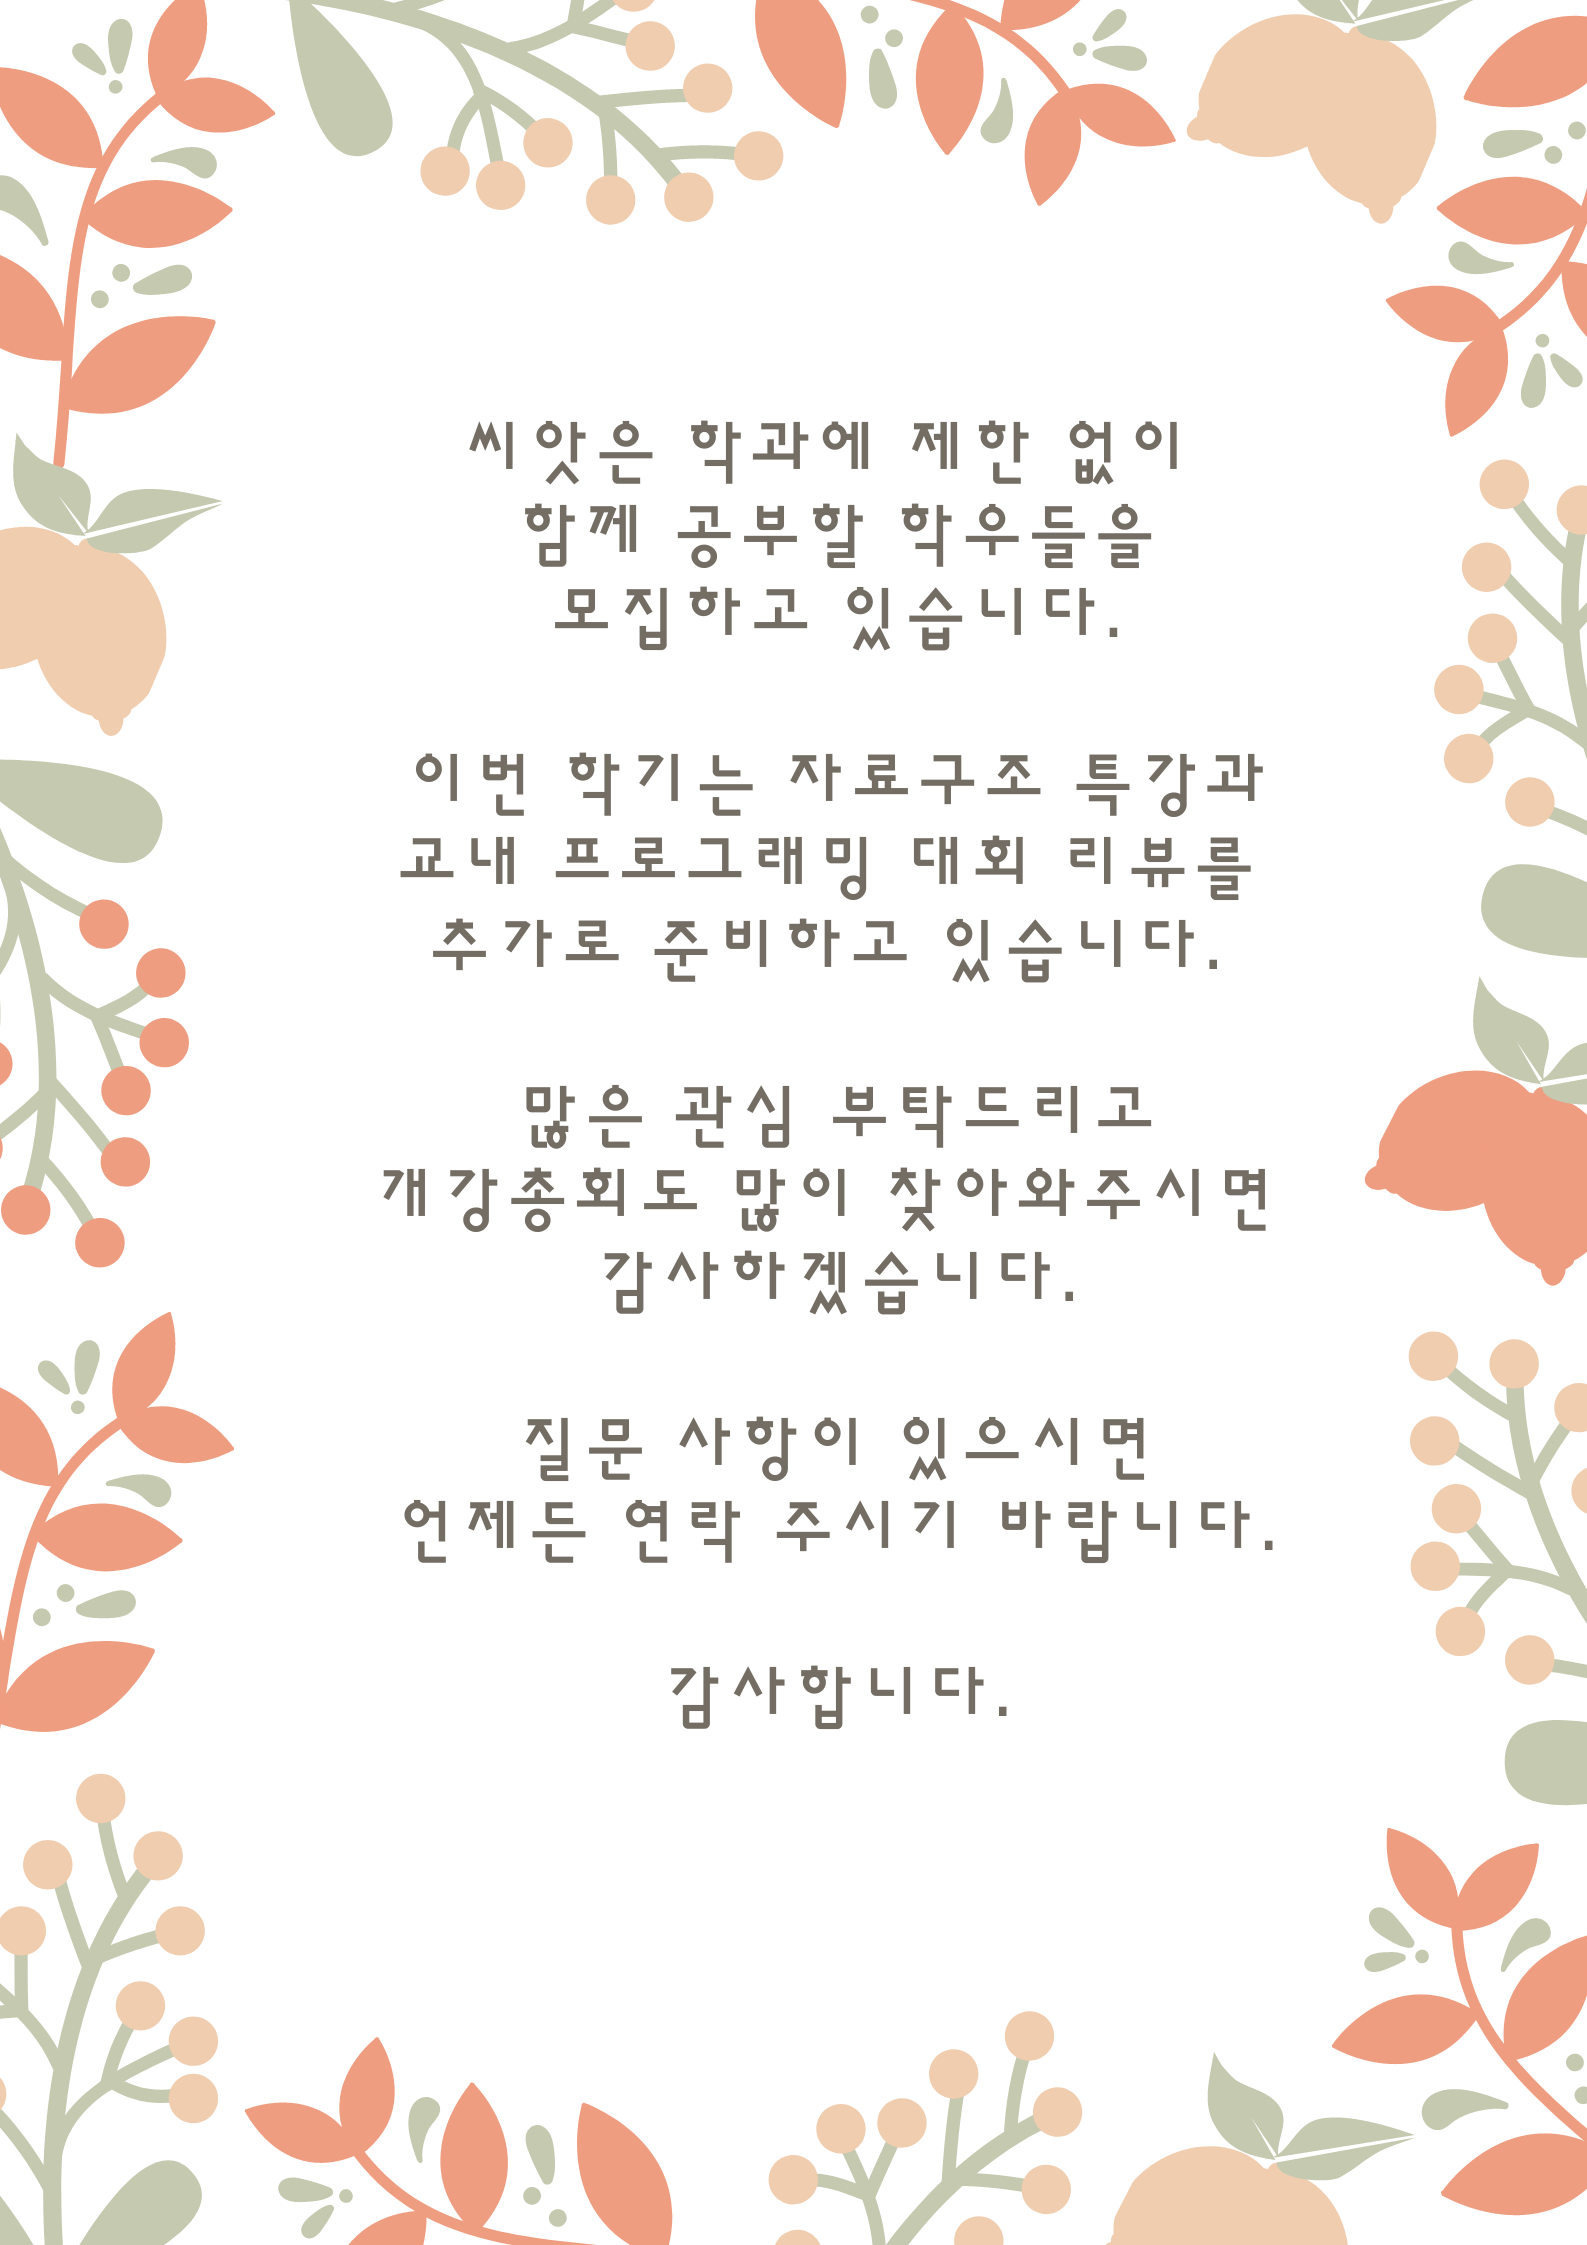 씨앗은 학과에 제한 없이
함께 공부할 학우들을
모집하고 있습니다.
이번 학기는 자료구조 특강과
교내 프로그래밍 대회 리뷰를
추가로 준비하고 있습니다.
많은 관심 부탁드리고
개강총회도 많이 찾아와주시면
감사하겠습니다.
질문 사항이 있으시면
언제든 연락 주시기 바랍니다.
감사합니다.